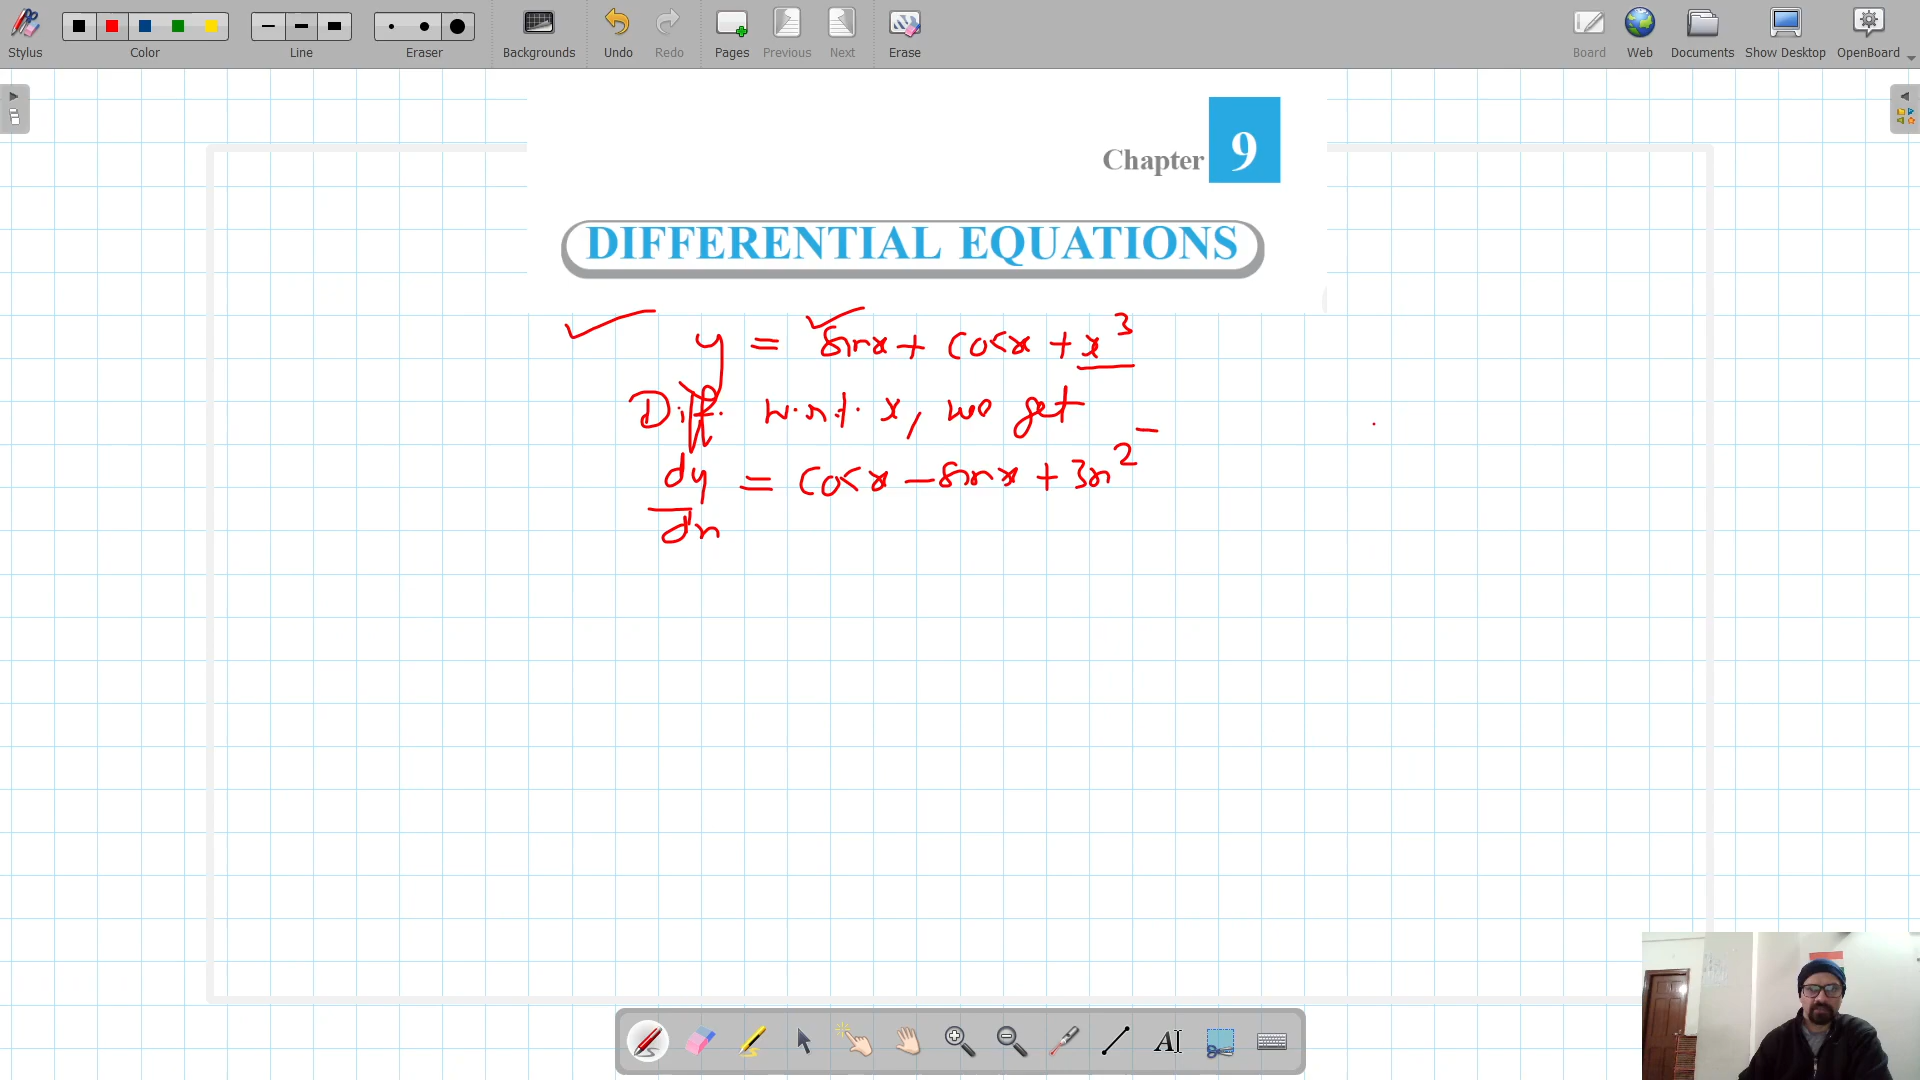 Stylus Color Line Eraser Backgrounds Undo Redo Pages Previous Next Erase Board Web Documents Show Desktop OpenBoard
Chapter 9
DIFFERENTIAL EQUATIONS
y = sinx + cosx + x³
Diff. w.r.t. x, we get
dy/dx = cosx - sinx + 3x²